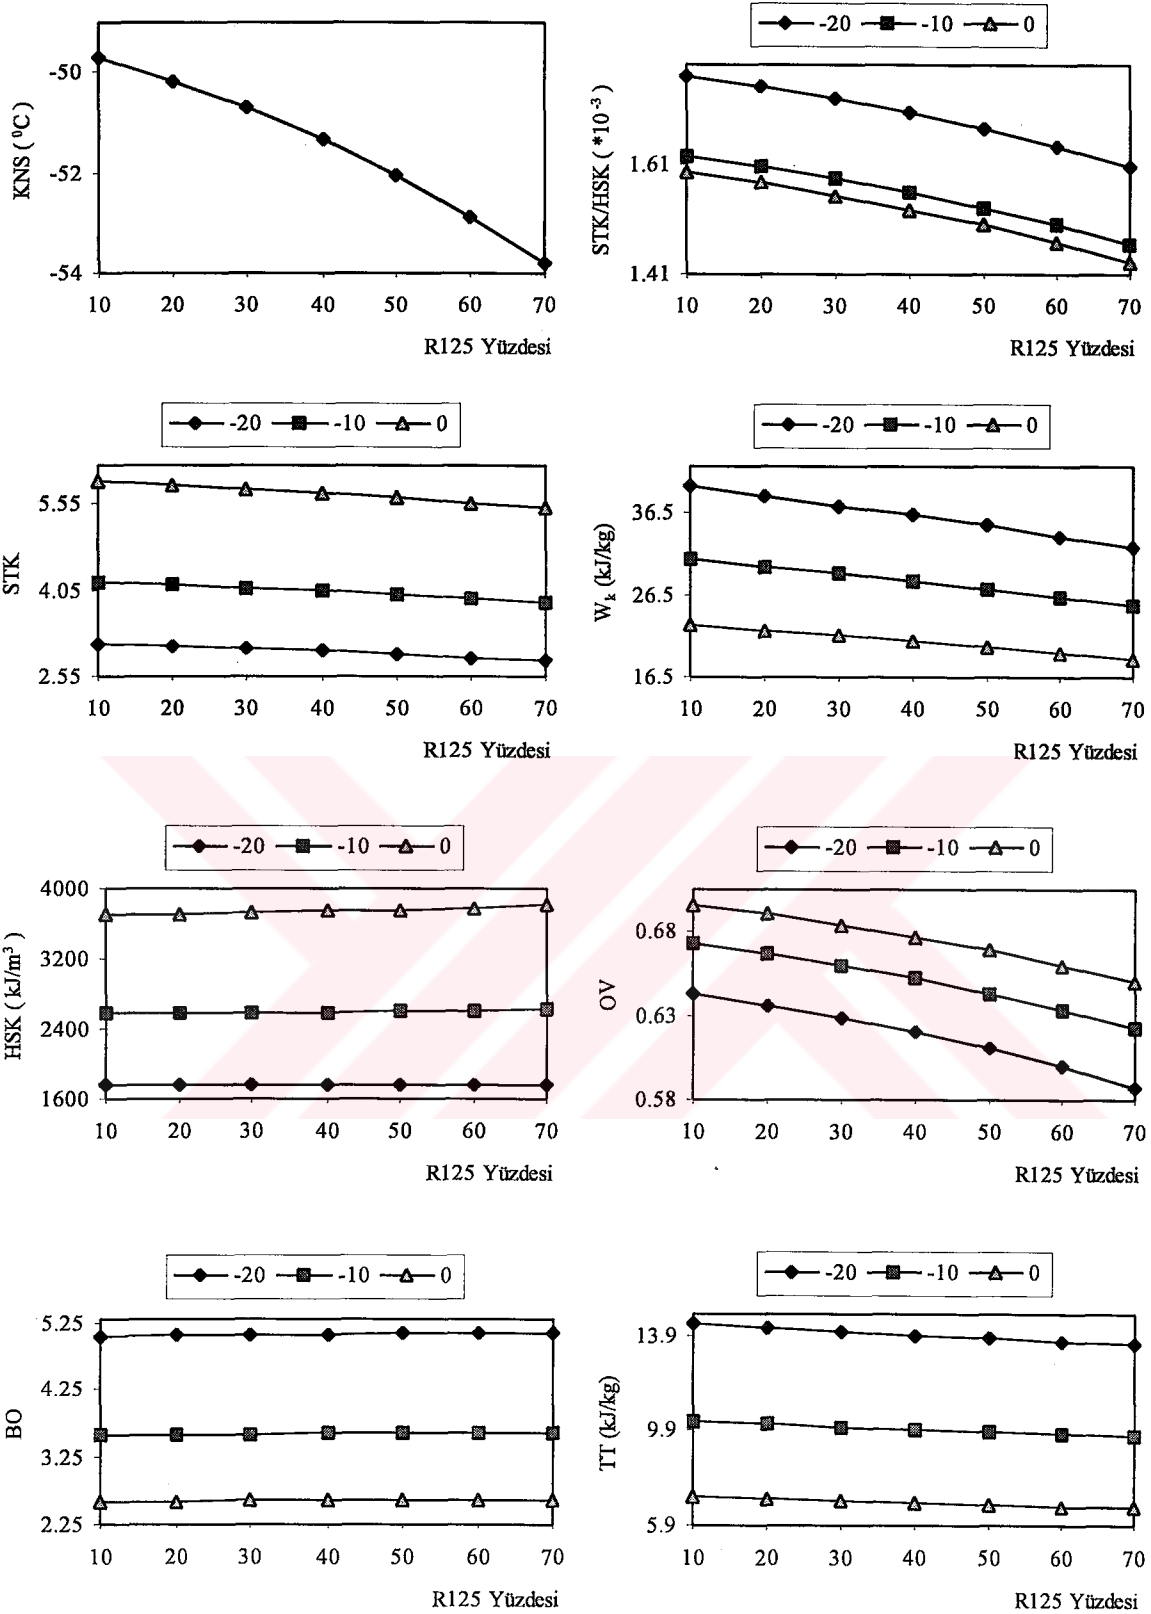 -50
-52
-54
KNS ( ⁰C )
10 20 30 40 50 60 70
R125 Yüzdesi
-20 -10 0
1.61
1.41
STK/HSK ( *10⁻³ )
10 20 30 40 50 60 70
R125 Yüzdesi
-20 -10 0
5.55
4.05
2.55
STK
10 20 30 40 50 60 70
R125 Yüzdesi
-20 -10 0
36.5
26.5
16.5
Wₖ (kJ/kg)
10 20 30 40 50 60 70
R125 Yüzdesi
-20 -10 0
4000
3200
2400
1600
HSK ( kJ/m³ )
10 20 30 40 50 60 70
R125 Yüzdesi
-20 -10 0
0.68
0.63
0.58
OV
10 20 30 40 50 60 70
R125 Yüzdesi
-20 -10 0
5.25
4.25
3.25
2.25
BO
10 20 30 40 50 60 70
R125 Yüzdesi
-20 -10 0
13.9
9.9
5.9
TT (kJ/kg)
10 20 30 40 50 60 70
R125 Yüzdesi